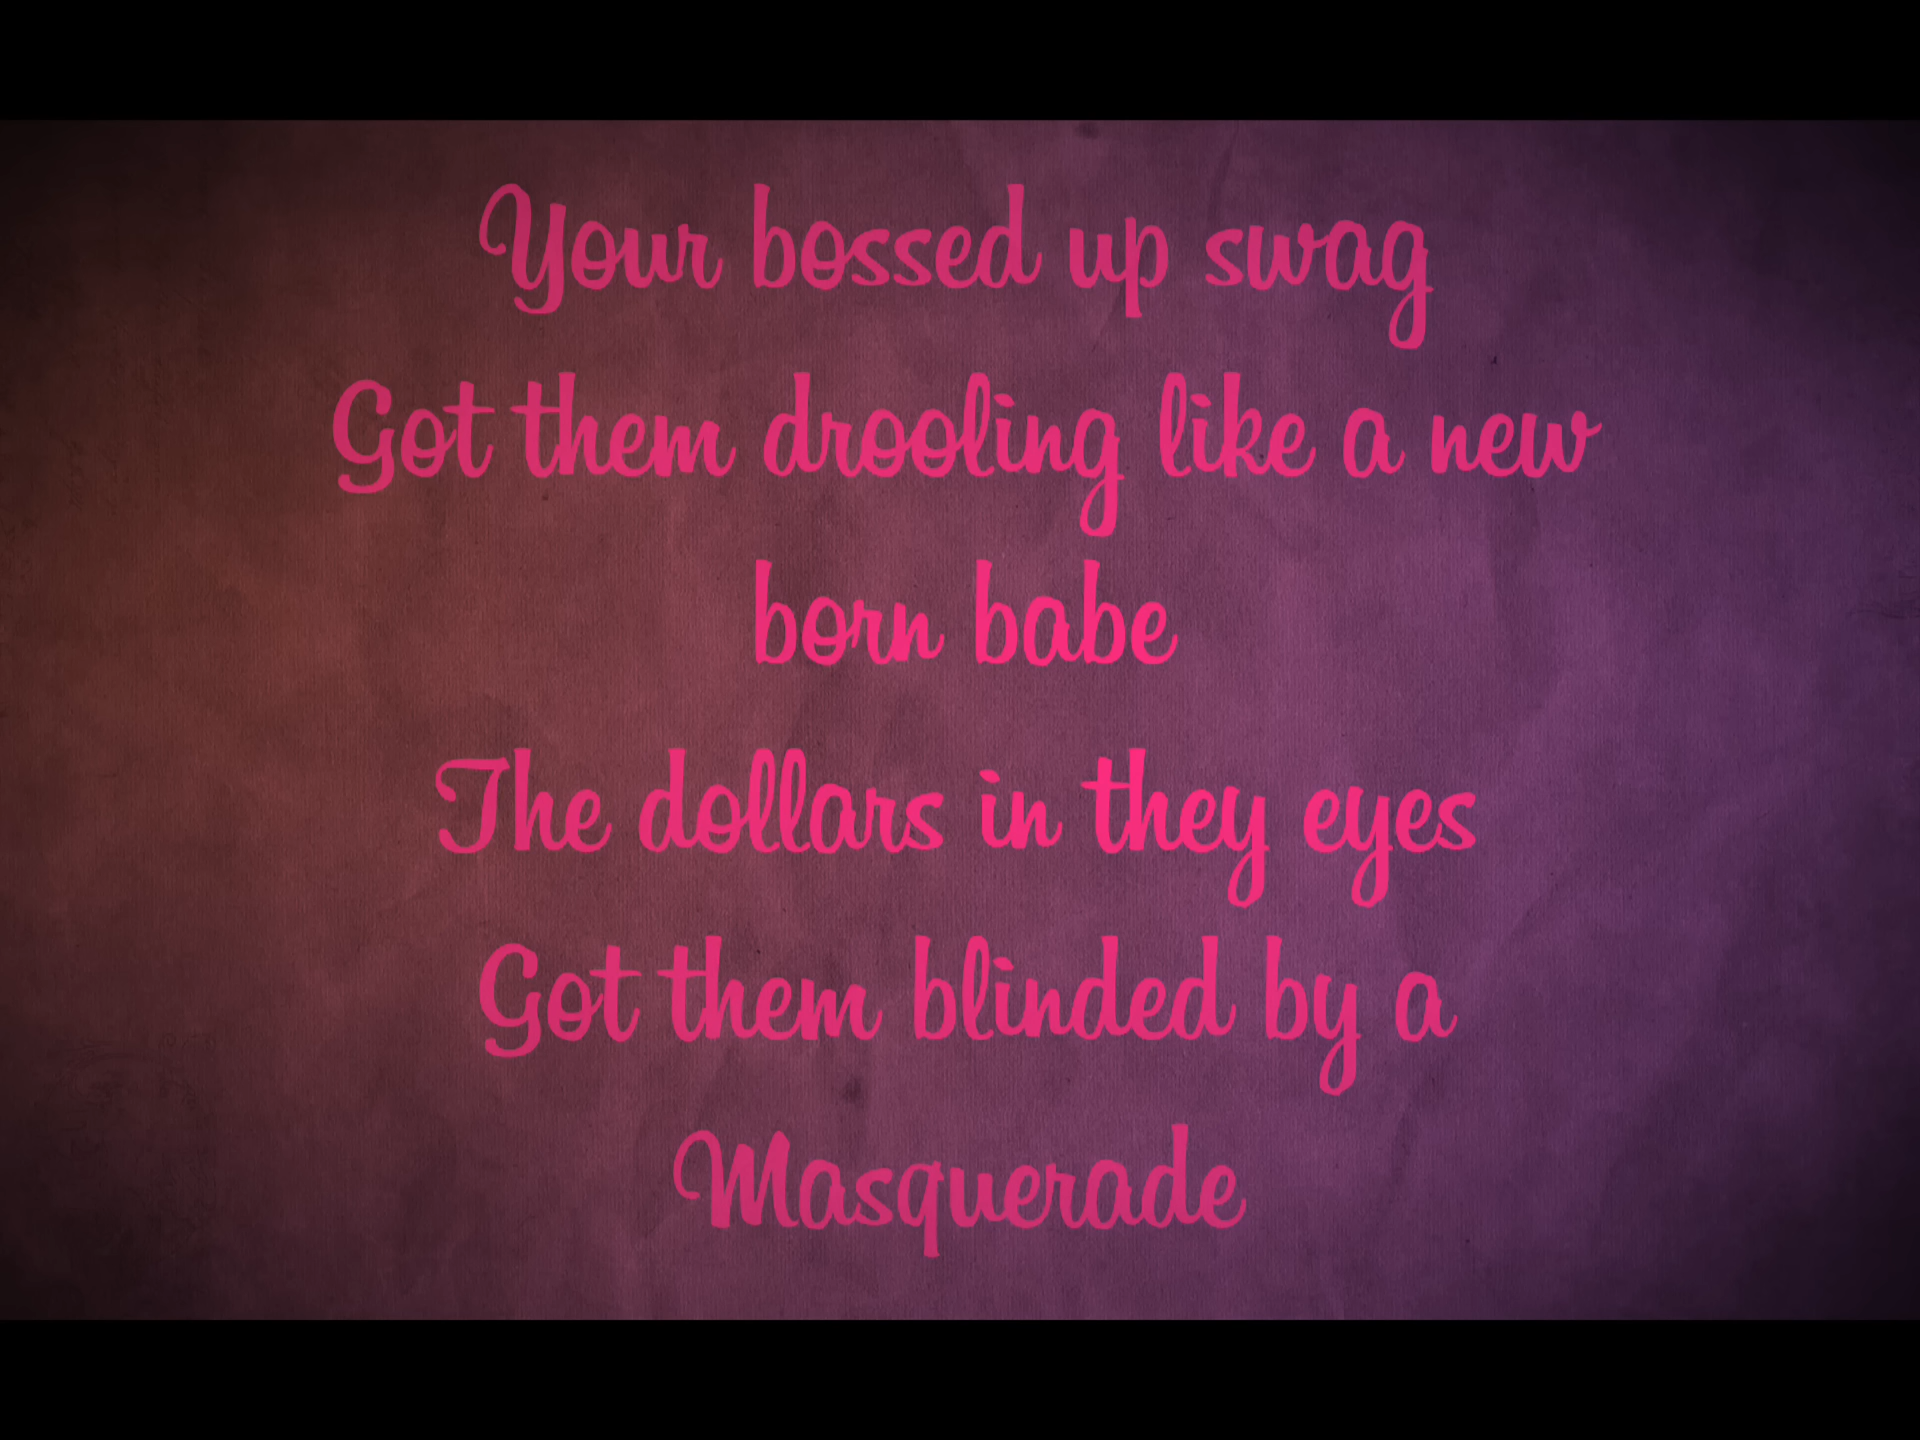 Your bossed up swag
Got them drooling like a new
born babe
The dollars in they eyes
Got them blinded by a
Masquerade